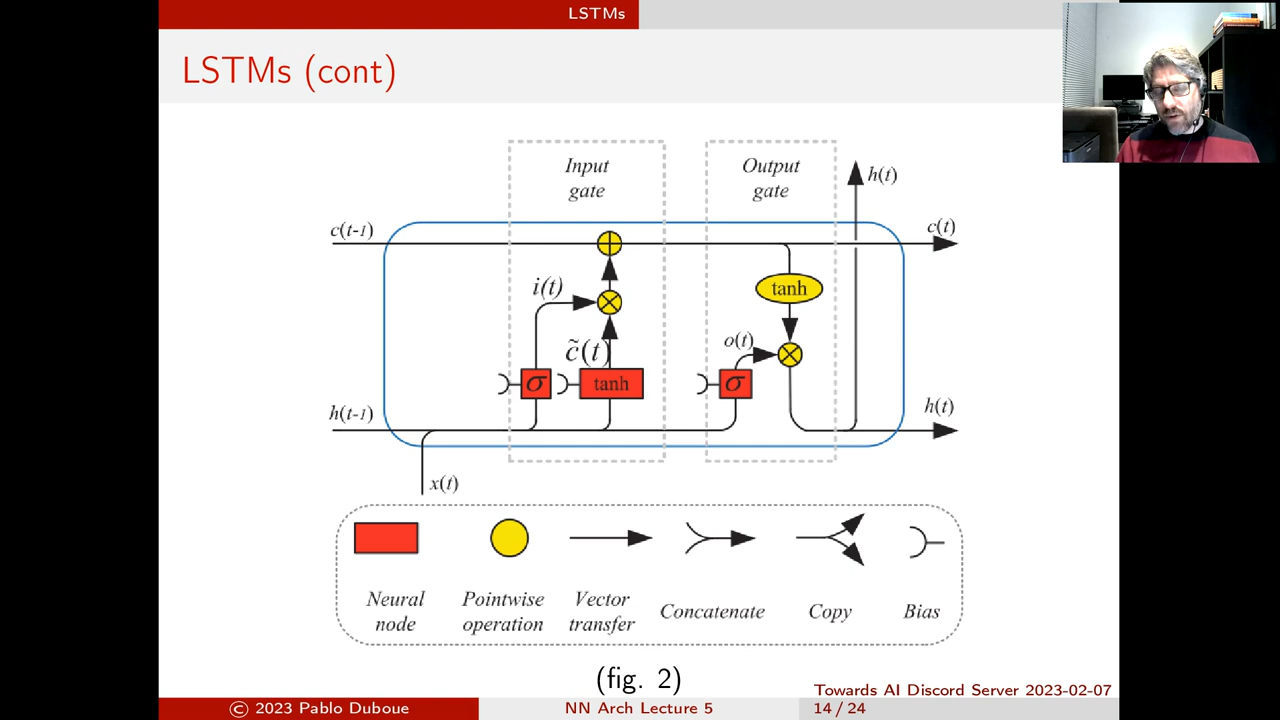 LSTMs
LSTMs (cont)
Input
gate
Output
gate
h(t)
c(t-1)
c(t)
i(t)
tanh
c̃(t)
o(t)
σ
tanh
σ
h(t-1)
h(t)
x(t)
Neural
node
Pointwise
operation
Vector
transfer
Concatenate
Copy
Bias
(fig. 2)
Towards AI Discord Server 2023-02-07
© 2023 Pablo Duboue
NN Arch Lecture 5
14 / 24